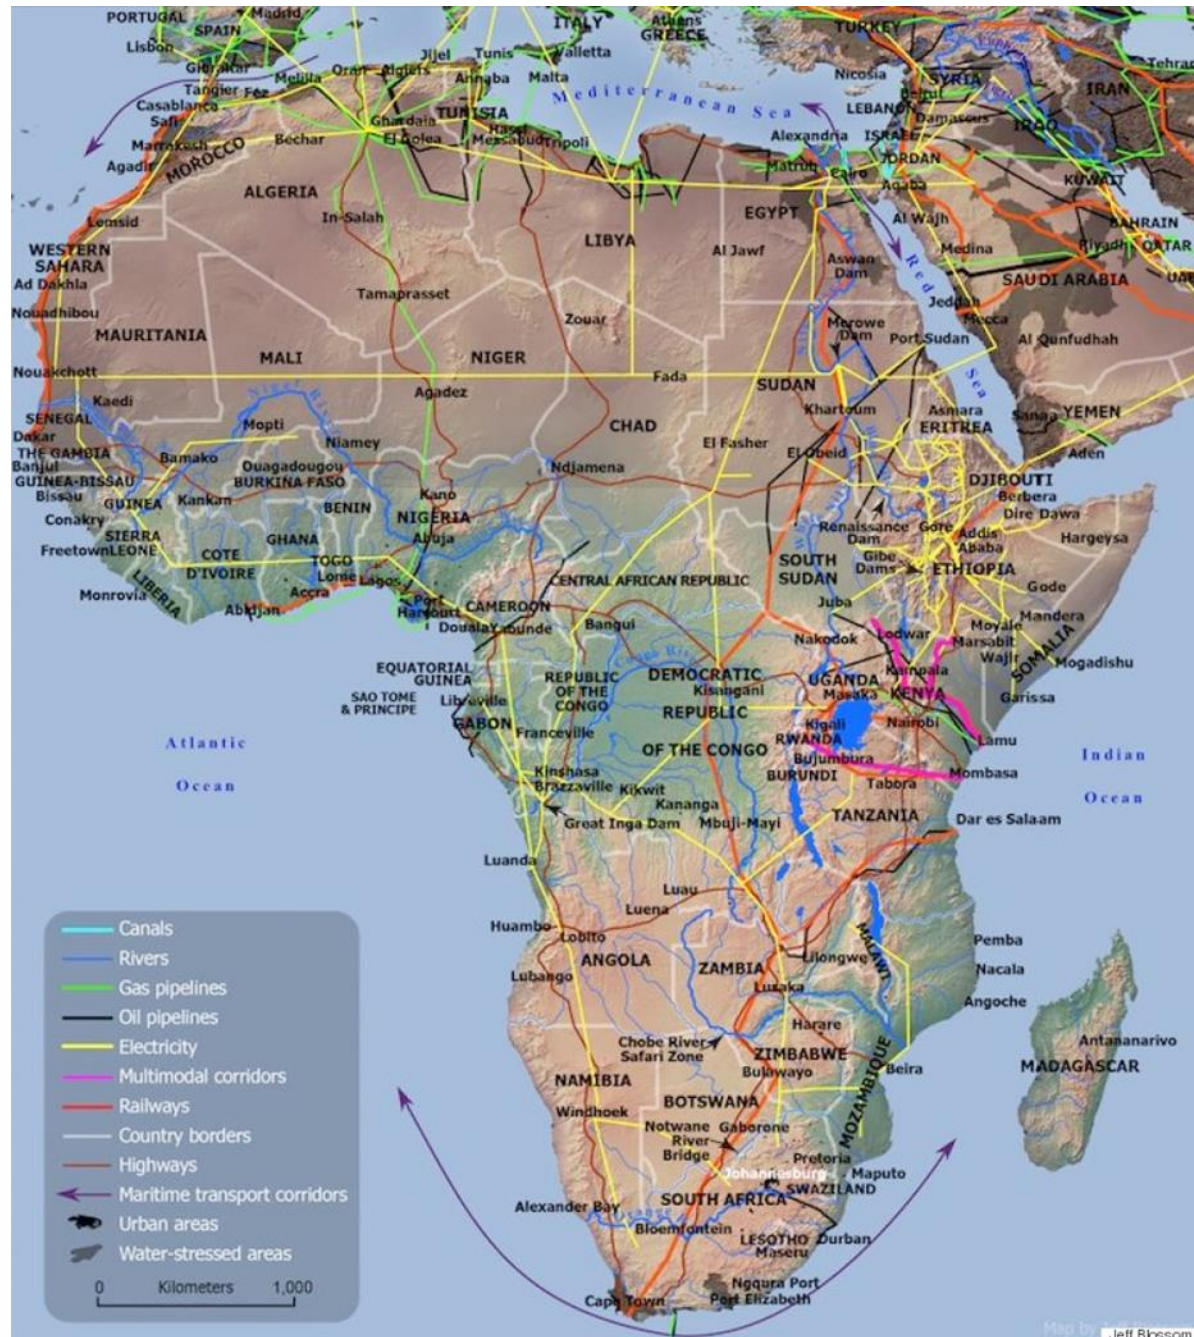 PORTUGAL
Madrid
SPAIN
Lisbon
ITALY
Athens
GREECE
TURKEY
Gibraltar
Tangier
Fez
Melilla
Oran
Algiers
Jijel
Annaba
Tunis
Malta
Valletta
Nicosia
SYRIA
Beirut
LEBANON
Damascus
ISRAEL
IRAQ
IRAN
Tehran
Casablanca
Safi
Marrakesh
Agadir
MOROCCO
Bechar
Ghardaia
El Golea
TUNISIA
Messabud
Tripoli
Mediterranean Sea
Alexandria
Matruh
Cairo
JORDAN
Aqaba
KUWAIT
ALGERIA
In-Salah
LIBYA
EGYPT
Al Jawf
Al Wajh
BAHRAIN
Medina
Riyadh
QATAR
UAE
Lemsid
WESTERN
SAHARA
Ad Dakhla
Nouadhibou
Aswan
Dam
Red
Sea
SAUDI ARABIA
Jeddah
Mecca
Tamaprasset
MAURITANIA
MALI
NIGER
Zouar
Merowe
Dam
Port Sudan
Al Qunfudhah
Nouakchott
Kaedi
Niger River
Agadez
Fada
SUDAN
CHAD
Khartoum
Asmara
ERITREA
Sanaa
YEMEN
Aden
SENEGAL
Dakar
THE GAMBIA
Banjul
GUINEA-BISSAU
Bissau
Mopti
Niamey
Bamako
Ouagadougou
BURKINA FASO
Ndjamena
El Fasher
El Obeid
DJIBOUTI
Berbera
Dire Dawa
GUINEA
Kankan
Conakry
BENIN
Kano
NIGERIA
Abuja
Renaissance
Dam
Gore
Addis
Ababa
Hargeysa
SIERRA
LEONE
Freetown
COTE
D'IVOIRE
GHANA
TOGO
Lome
Lagos
Accra
Abidjan
Monrovia
LIBERIA
Port
Harcourt
CAMEROON
Douala
Yaounde
CENTRAL AFRICAN REPUBLIC
Bangui
SOUTH
SUDAN
Gibe
Dams
ETHIOPIA
Gode
Juba
Mandera
Nakodok
Lodwar
Moyale
Marsabit
Wajir
SOMALIA
Mogadishu
EQUATORIAL
GUINEA
SAO TOME
& PRINCIPE
Libreville
GABON
Franceville
REPUBLIC
OF THE
CONGO
Congo River
DEMOCRATIC
Kisangani
REPUBLIC
OF THE CONGO
UGANDA
Kampala
Masaka
KENYA
Garissa
Nairobi
Kigali
RWANDA
Bujumbura
BURUNDI
Lamu
Mombasa
Tabora
Atlantic
Ocean
Indian
Ocean
Kinshasa
Brazzaville
Kikwit
Kananga
Great Inga Dam
Mbuji-Mayi
TANZANIA
Dar es Salaam
Luanda
Luau
Luena
Huambo
Lobito
ANGOLA
Lubango
ZAMBIA
Lilongwe
MALAWI
Lusaka
Pemba
Nacala
Angoche
Harare
Chobe River
Safari Zone
ZIMBABWE
Bulawayo
MOZAMBIQUE
Beira
Antananarivo
MADAGASCAR
NAMIBIA
Windhoek
BOTSWANA
Notwane
River
Bridge
Gaborone
Pretoria
Johannesburg
Maputo
SWAZILAND
SOUTH AFRICA
Alexander Bay
Orange
Bloemfontein
LESOTHO
Maseru
Durban
Ngqura Port
Port Elizabeth
Cape Town
Canals
Rivers
Gas pipelines
Oil pipelines
Electricity
Multimodal corridors
Railways
Country borders
Highways
Maritime transport corridors
Urban areas
Water-stressed areas
0 Kilometers 1,000
Jeff Blossom